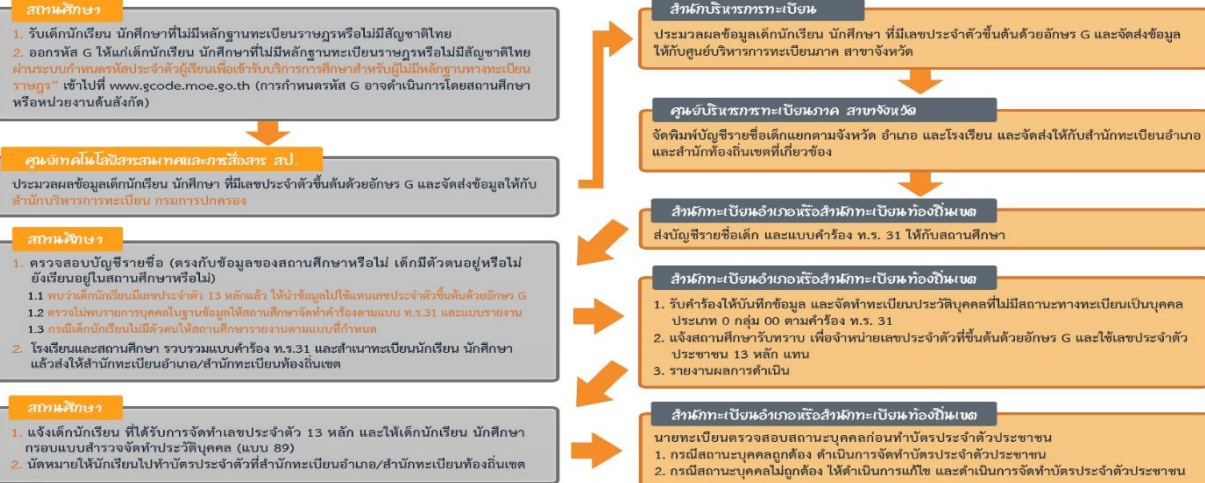 สถานศึกษา
1. รับเด็กนักเรียน นักศึกษาที่ไม่มีหลักฐานทะเบียนราษฎรหรือไม่มีสัญชาติไทย
2. ออกรหัส G ให้แก่เด็กนักเรียน นักศึกษาที่ไม่มีหลักฐานทะเบียนราษฎรหรือไม่มีสัญชาติไทย
ผ่านระบบกำหนดรหัสประจำตัวผู้เรียนเพื่อเข้ารับบริการการศึกษาสำหรับผู้ไม่มีหลักฐานทางทะเบียน
ราษฎร" เข้าไปที่ www.gcode.moe.go.th (การกำหนดรหัส G อาจดำเนินการโดยสถานศึกษา
หรือหน่วยงานต้นสังกัด)
ศูนย์เทคโนโลยีสารสนเทศและการสื่อสาร สป.
ประมวลผลข้อมูลเด็กนักเรียน นักศึกษา ที่มีเลขประจำตัวขึ้นต้นด้วยอักษร G และจัดส่งข้อมูลให้กับ
สำนักบริหารการทะเบียน กรมการปกครอง
สำนักบริหารการทะเบียน
ประมวลผลข้อมูลเด็กนักเรียน นักศึกษา ที่มีเลขประจำตัวขึ้นต้นด้วยอักษร G และจัดส่งข้อมูล
ให้กับศูนย์บริหารการทะเบียนภาค สาขาจังหวัด
ศูนย์บริหารการทะเบียนภาค สาขาจังหวัด
จัดพิมพ์บัญชีรายชื่อเด็กแยกตามจังหวัด อำเภอ และโรงเรียน และจัดส่งให้กับสำนักทะเบียนอำเภอ
และสำนักท้องถิ่นเขตที่เกี่ยวข้อง
สำนักทะเบียนอำเภอหรือสำนักทะเบียนท้องถิ่นเขต
ส่งบัญชีรายชื่อเด็ก และแบบคำร้อง ท.ร. 31 ให้กับสถานศึกษา
สถานศึกษา
1. ตรวจสอบบัญชีรายชื่อ (ตรงกับข้อมูลของสถานศึกษาหรือไม่ เด็กมีตัวตนอยู่หรือไม่
ยังเรียนอยู่ในสถานศึกษาหรือไม่)
1.1 พบว่าเด็กนักเรียนมีเลขประจำตัว 13 หลักแล้ว ให้นำข้อมูลไปใช้แทนเลขประจำตัวขึ้นต้นด้วยอักษร G
1.2 ตรวจไม่พบรายการบุคคลในฐานข้อมูลให้สถานศึกษาจัดทำคำร้องตามแบบ ท.ร.31 และแบบรายงาน
1.3 กรณีเด็กนักเรียนไม่มีตัวตนให้สถานศึกษารายงานตามแบบที่กำหนด
2. โรงเรียนและสถานศึกษา รวบรวมแบบคำร้อง ท.ร.31 และสำเนาทะเบียนนักเรียน นักศึกษา
แล้วส่งให้สำนักทะเบียนอำเภอ/สำนักทะเบียนท้องถิ่นเขต
สำนักทะเบียนอำเภอหรือสำนักทะเบียนท้องถิ่นเขต
1. รับคำร้องให้บันทึกข้อมูล และจัดทำทะเบียนประวัติบุคคลที่ไม่มีสถานะทางทะเบียนเป็นบุคคล
ประเภท 0 กลุ่ม 00 ตามคำร้อง ท.ร. 31
2. แจ้งสถานศึกษารับทราบ เพื่อจำหน่ายเลขประจำตัวที่ขึ้นต้นด้วยอักษร G และใช้เลขประจำตัว
ประชาชน 13 หลัก แทน
3. รายงานผลการดำเนิน
สถานศึกษา
1. แจ้งเด็กนักเรียน ที่ได้รับการจัดทำเลขประจำตัว 13 หลัก และให้เด็กนักเรียน นักศึกษา
กรอบแบบสำรวจจัดทำประวัติบุคคล (แบบ 89)
2. นัดหมายให้นักเรียนไปทำบัตรประจำตัวที่สำนักทะเบียนอำเภอ/สำนักทะเบียนท้องถิ่นเขต
สำนักทะเบียนอำเภอหรือสำนักทะเบียนท้องถิ่นเขต
นายทะเบียนตรวจสอบสถานะบุคคลก่อนทำบัตรประจำตัวประชาชน
1. กรณีสถานะบุคคลถูกต้อง ดำเนินการจัดทำบัตรประจำตัวประชาชน
2. กรณีสถานะบุคคลไม่ถูกต้อง ให้ดำเนินการแก้ไข และดำเนินการจัดทำบัตรประจำตัวประชาชน